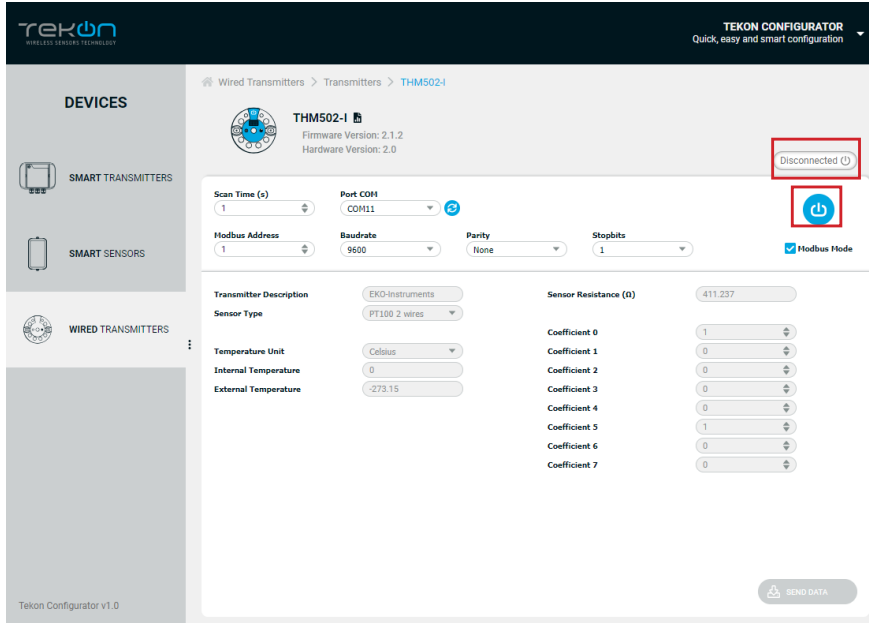 Tekon
WIRELESS SENSORS TECHNOLOGY
TEKON CONFIGURATOR
Quick, easy and smart configuration
DEVICES
SMART TRANSMITTERS
SMART SENSORS
WIRED TRANSMITTERS
Tekon Configurator v1.0
Wired Transmitters > Transmitters > THM502-I
THM502-I
Firmware Version: 2.1.2
Hardware Version: 2.0
Disconnected
Scan Time (s) Port COM
1 COM11
Modbus Address Baudrate Parity Stopbits
1 9600 None 1 Modbus Mode
Transmitter Description EKO-Instruments Sensor Resistance (Ω) 411.237
Sensor Type PT100 2 wires
Coefficient 0 1
Temperature Unit Celsius Coefficient 1 0
Internal Temperature 0 Coefficient 2 0
External Temperature -273.15 Coefficient 3 0
Coefficient 4 0
Coefficient 5 1
Coefficient 6 0
Coefficient 7 0
SEND DATA